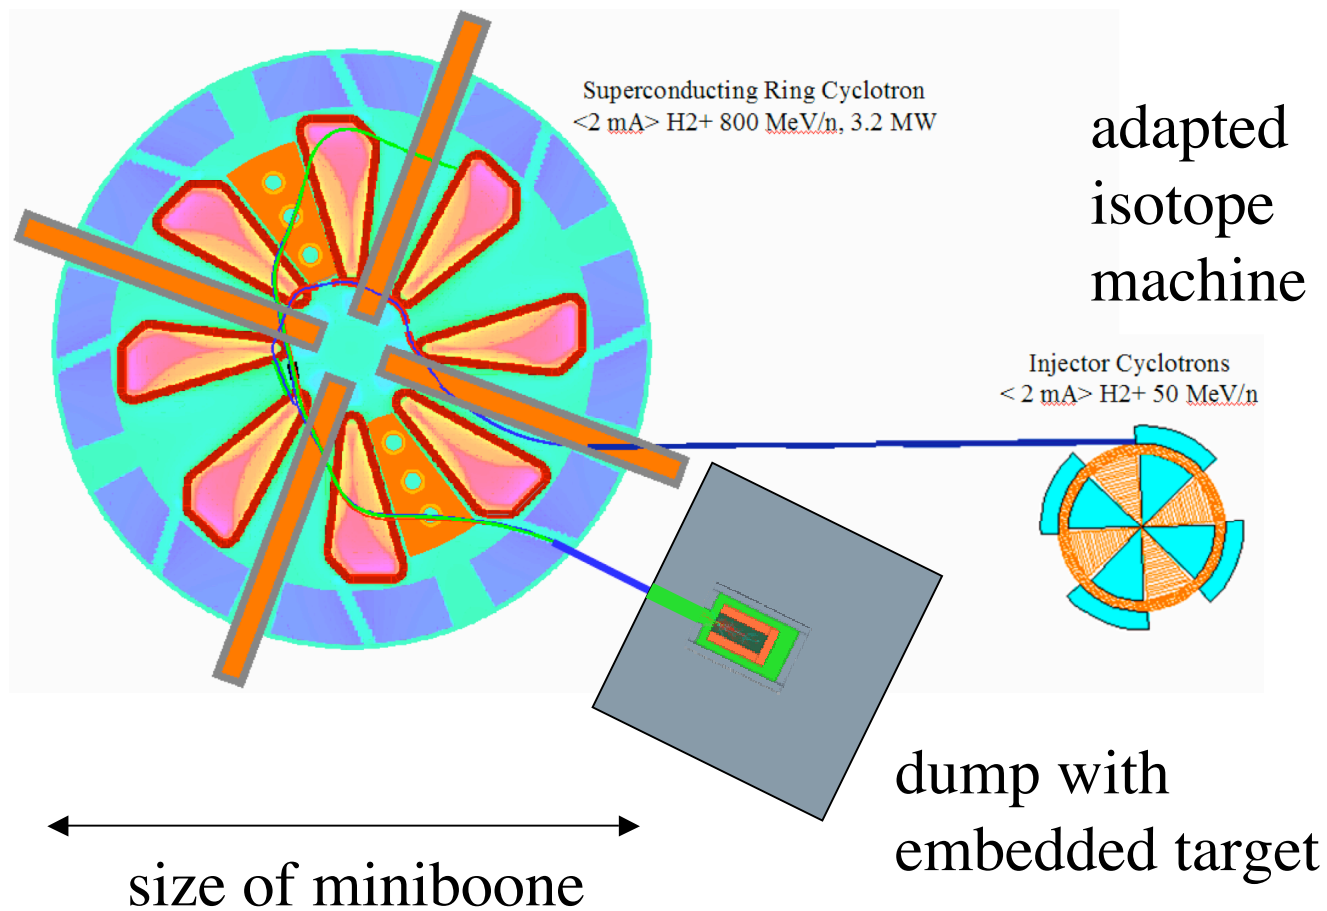 Superconducting Ring Cyclotron
<2 mA> H2+ 800 MeV/n, 3.2 MW
adapted
isotope
machine
Injector Cyclotrons
< 2 mA> H2+ 50 MeV/n
dump with
embedded target
size of miniboone